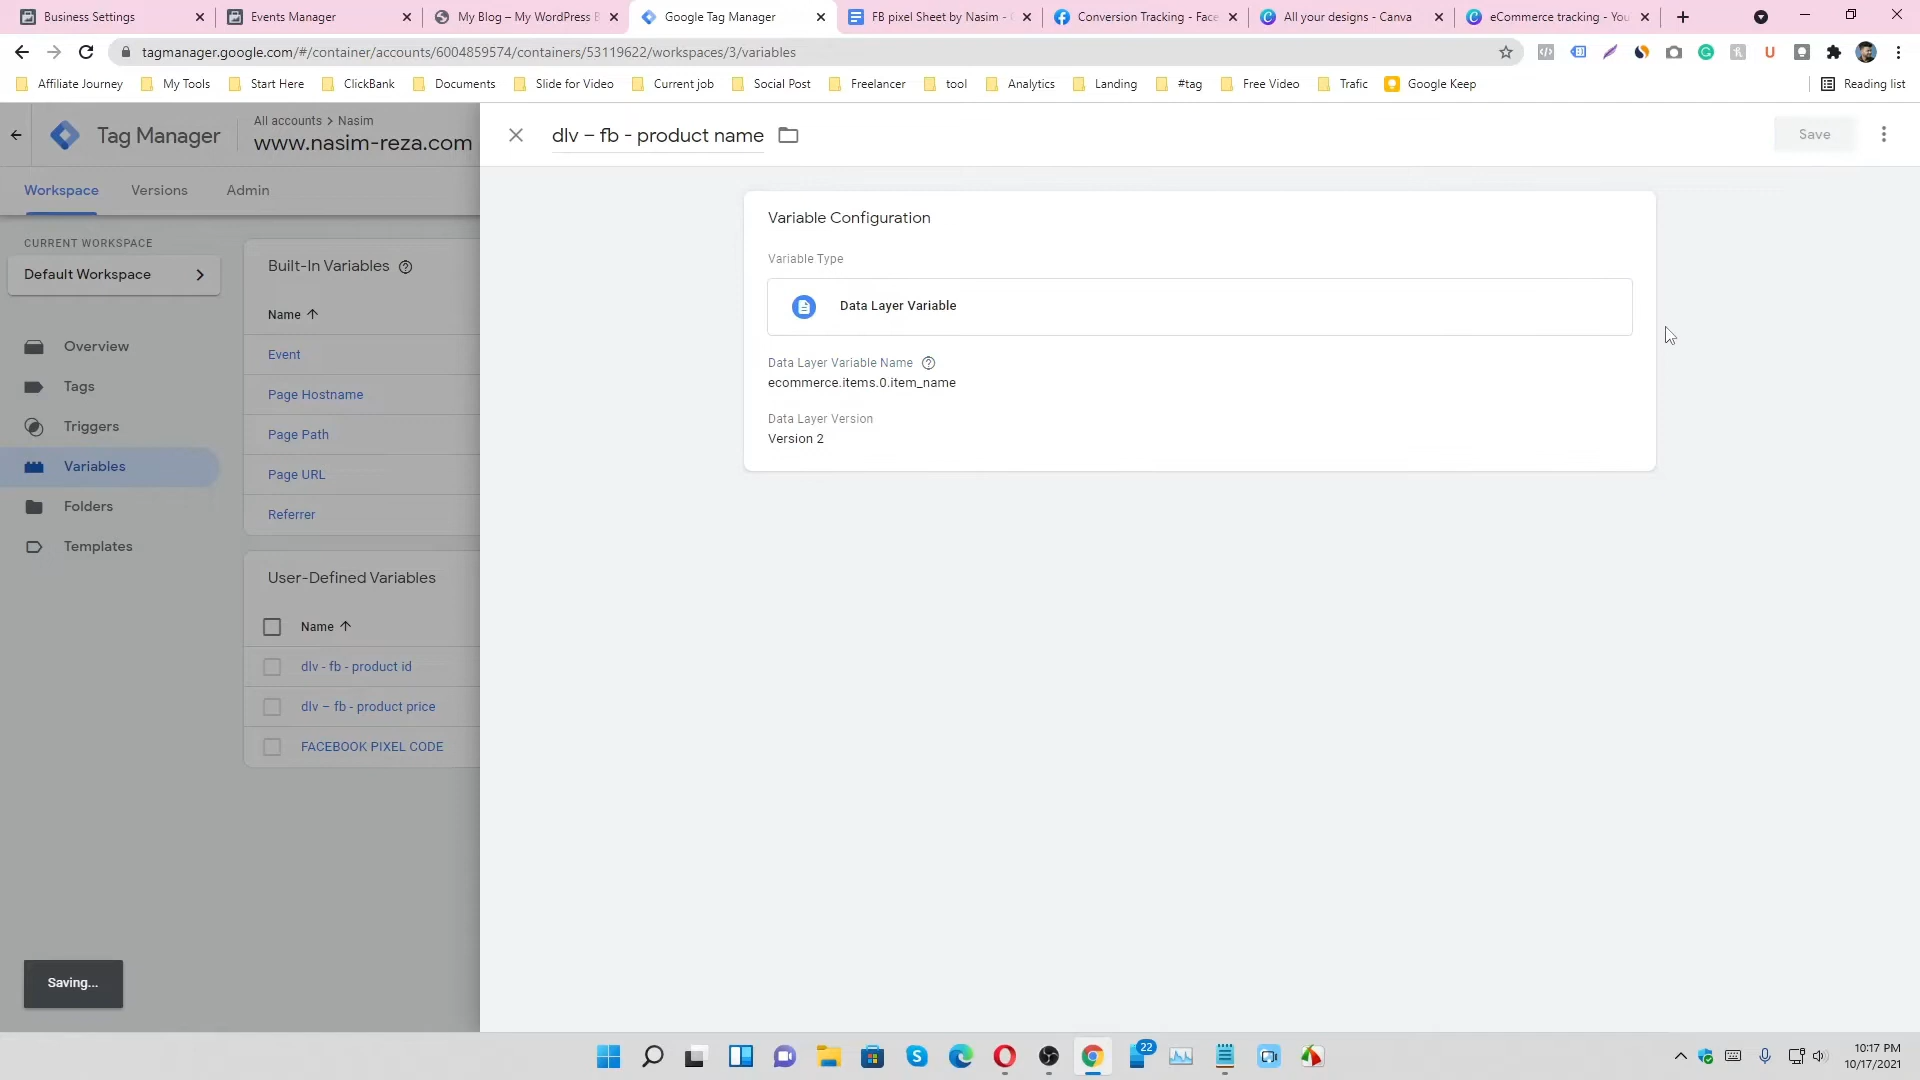 Business Settings
Events Manager
My Blog – My WordPress B
Google Tag Manager
FB pixel Sheet by Nasim -
Conversion Tracking - Face
All your designs - Canva
eCommerce tracking - You
tagmanager.google.com/#/container/accounts/6004859574/containers/53119622/workspaces/3/variables
Affiliate Journey
My Tools
Start Here
ClickBank
Documents
Slide for Video
Current job
Social Post
Freelancer
tool
Analytics
Landing
#tag
Free Video
Trafic
Google Keep
Reading list
Tag Manager
All accounts > Nasim
www.nasim-reza.com
dlv – fb - product name
Save
Workspace
Versions
Admin
CURRENT WORKSPACE
Default Workspace
Overview
Tags
Triggers
Variables
Folders
Templates
Built-In Variables
Name
Event
Page Hostname
Page Path
Page URL
Referrer
User-Defined Variables
Name
dlv - fb - product id
dlv – fb - product price
FACEBOOK PIXEL CODE
Variable Configuration
Variable Type
Data Layer Variable
Data Layer Variable Name
ecommerce.items.0.item_name
Data Layer Version
Version 2
Saving...
22
10:17 PM
10/17/2021